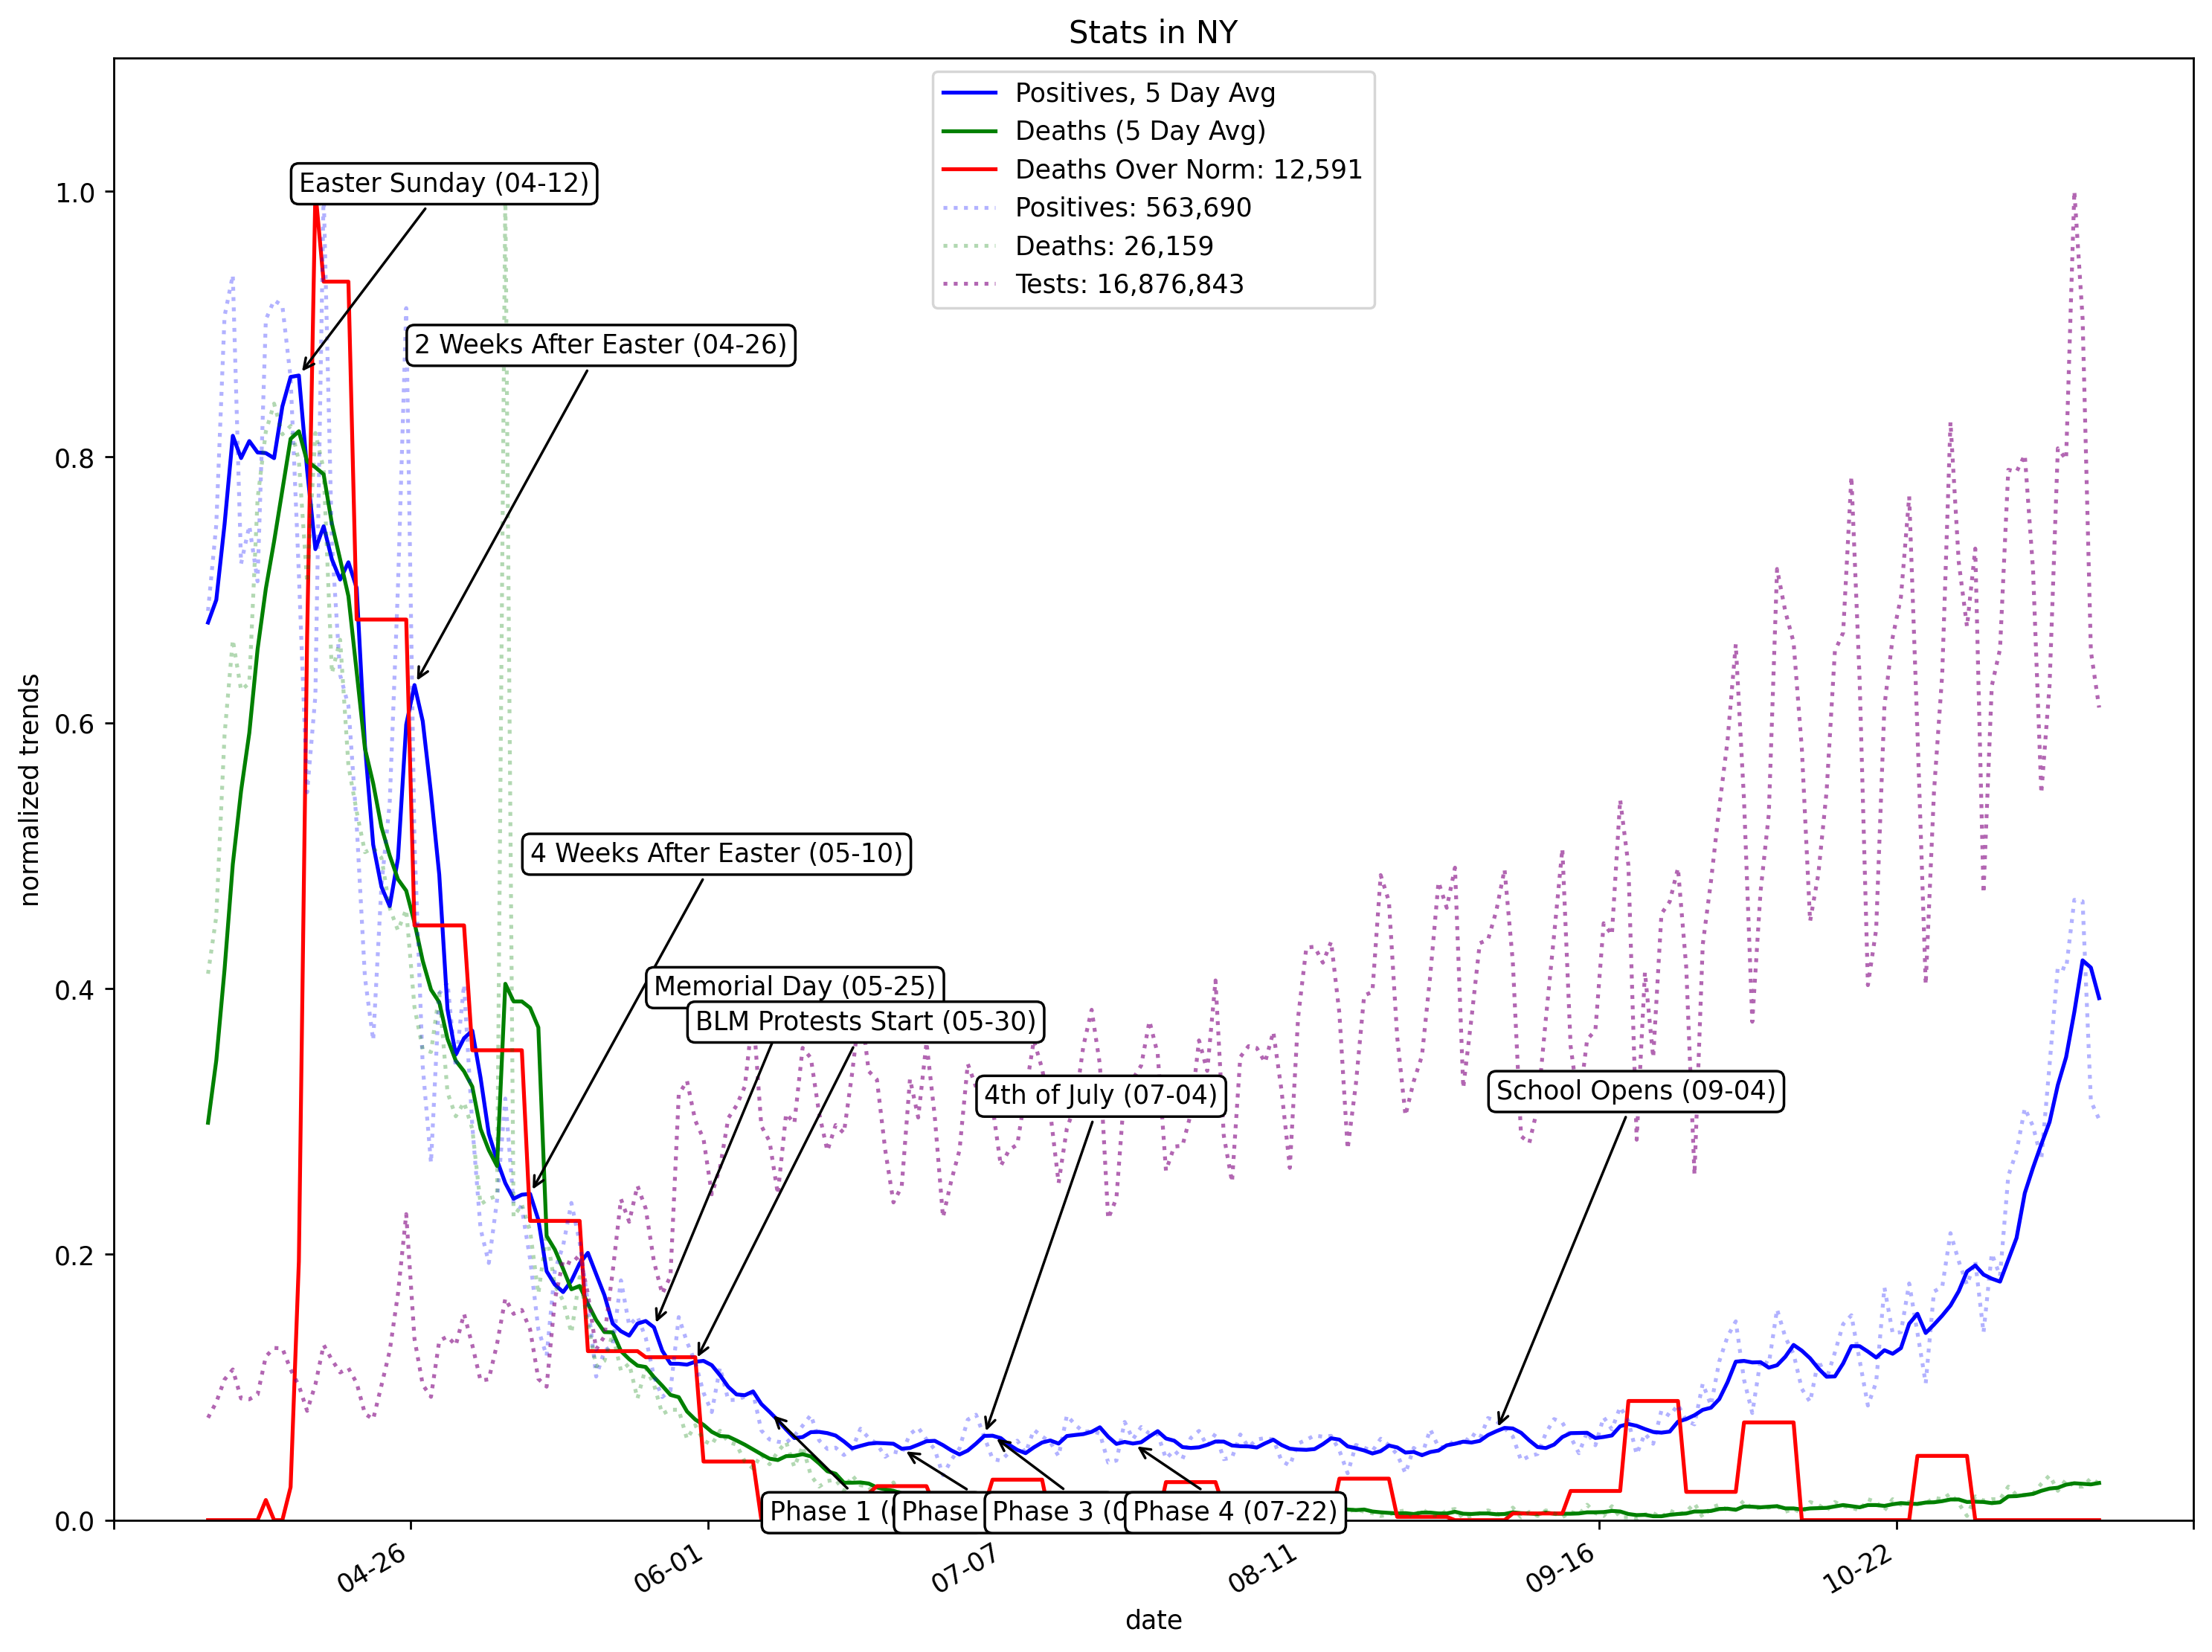 Stats in NY
Positives, 5 Day Avg
Deaths (5 Day Avg)
Deaths Over Norm: 12,591
Positives: 563,690
Deaths: 26,159
Tests: 16,876,843
Easter Sunday (04-12)
2 Weeks After Easter (04-26)
4 Weeks After Easter (05-10)
Memorial Day (05-25)
BLM Protests Start (05-30)
4th of July (07-04)
School Opens (09-04)
Phase 1 (
Phase
Phase 3 (0
Phase 4 (07-22)
normalized trends
1.0
0.8
0.6
0.4
0.2
0.0
04-26
06-01
07-07
08-11
09-16
10-22
date